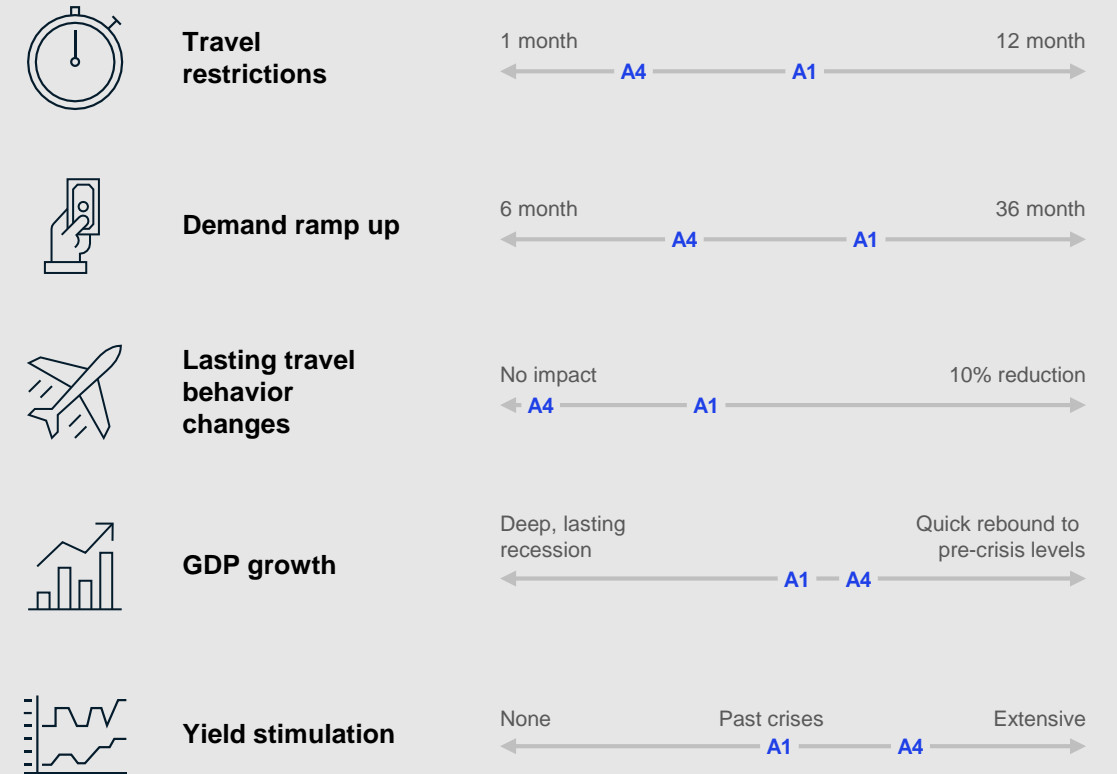 Travel
restrictions
1 month
12 month
A4
A1
Demand ramp up
6 month
36 month
A4
A1
Lasting travel
behavior
changes
No impact
10% reduction
A4
A1
GDP growth
Deep, lasting
recession
Quick rebound to
pre-crisis levels
A1
A4
Yield stimulation
None
Past crises
Extensive
A1
A4